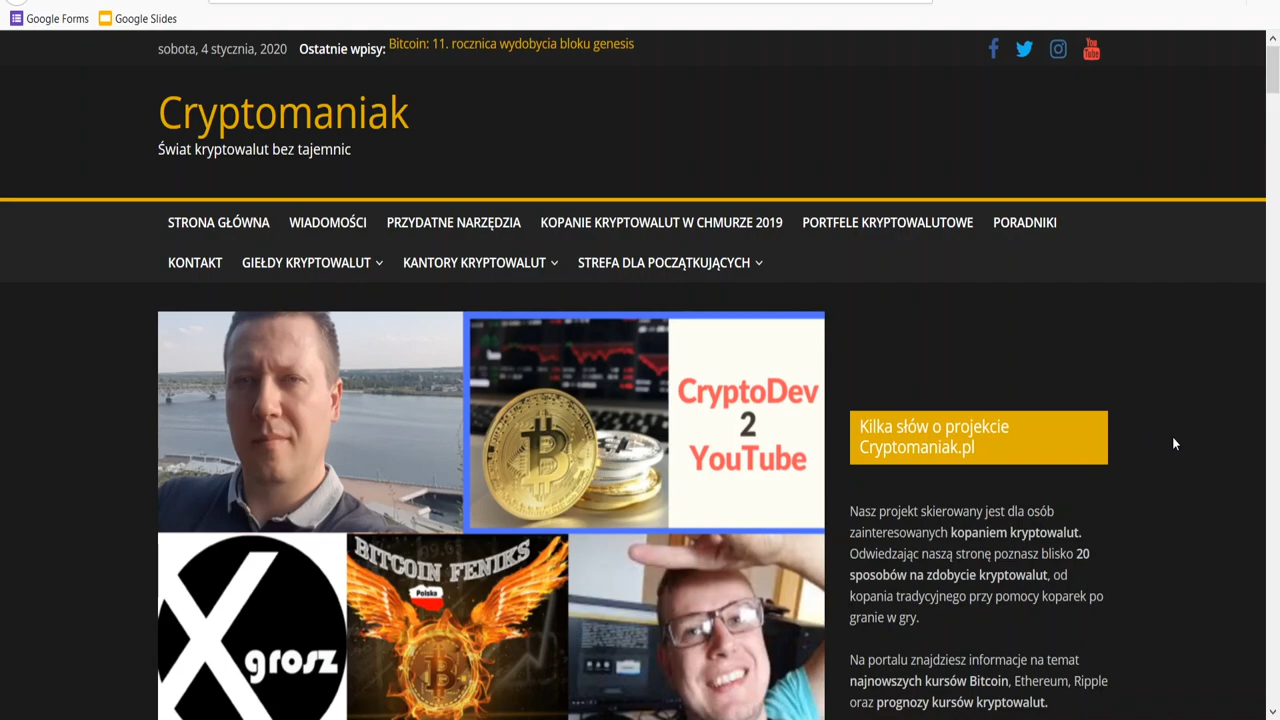 Google Forms Google Slides
sobota, 4 stycznia, 2020 Ostatnie wpisy: Bitcoin: 11. rocznica wydobycia bloku genesis
You
Tube
Cryptomaniak
Świat kryptowalut bez tajemnic
STRONA GŁÓWNA WIADOMOŚCI PRZYDATNE NARZĘDZIA KOPANIE KRYPTOWALUT W CHMURZE 2019 PORTFELE KRYPTOWALUTOWE PORADNIKI
KONTAKT GIEŁDY KRYPTOWALUT KANTORY KRYPTOWALUT STREFA DLA POCZĄTKUJĄCYCH
CryptoDev
2
YouTube
Xgrosz
BITCOIN FENIKS
Polska
Kilka słów o projekcie
Cryptomaniak.pl
Nasz projekt skierowany jest dla osób
zainteresowanych kopaniem kryptowalut.
Odwiedzając naszą stronę poznasz blisko 20
sposobów na zdobycie kryptowalut, od
kopania tradycyjnego przy pomocy koparek po
granie w gry.
Na portalu znajdziesz informacje na temat
najnowszych kursów Bitcoin, Ethereum, Ripple
oraz prognozy kursów kryptowalut.